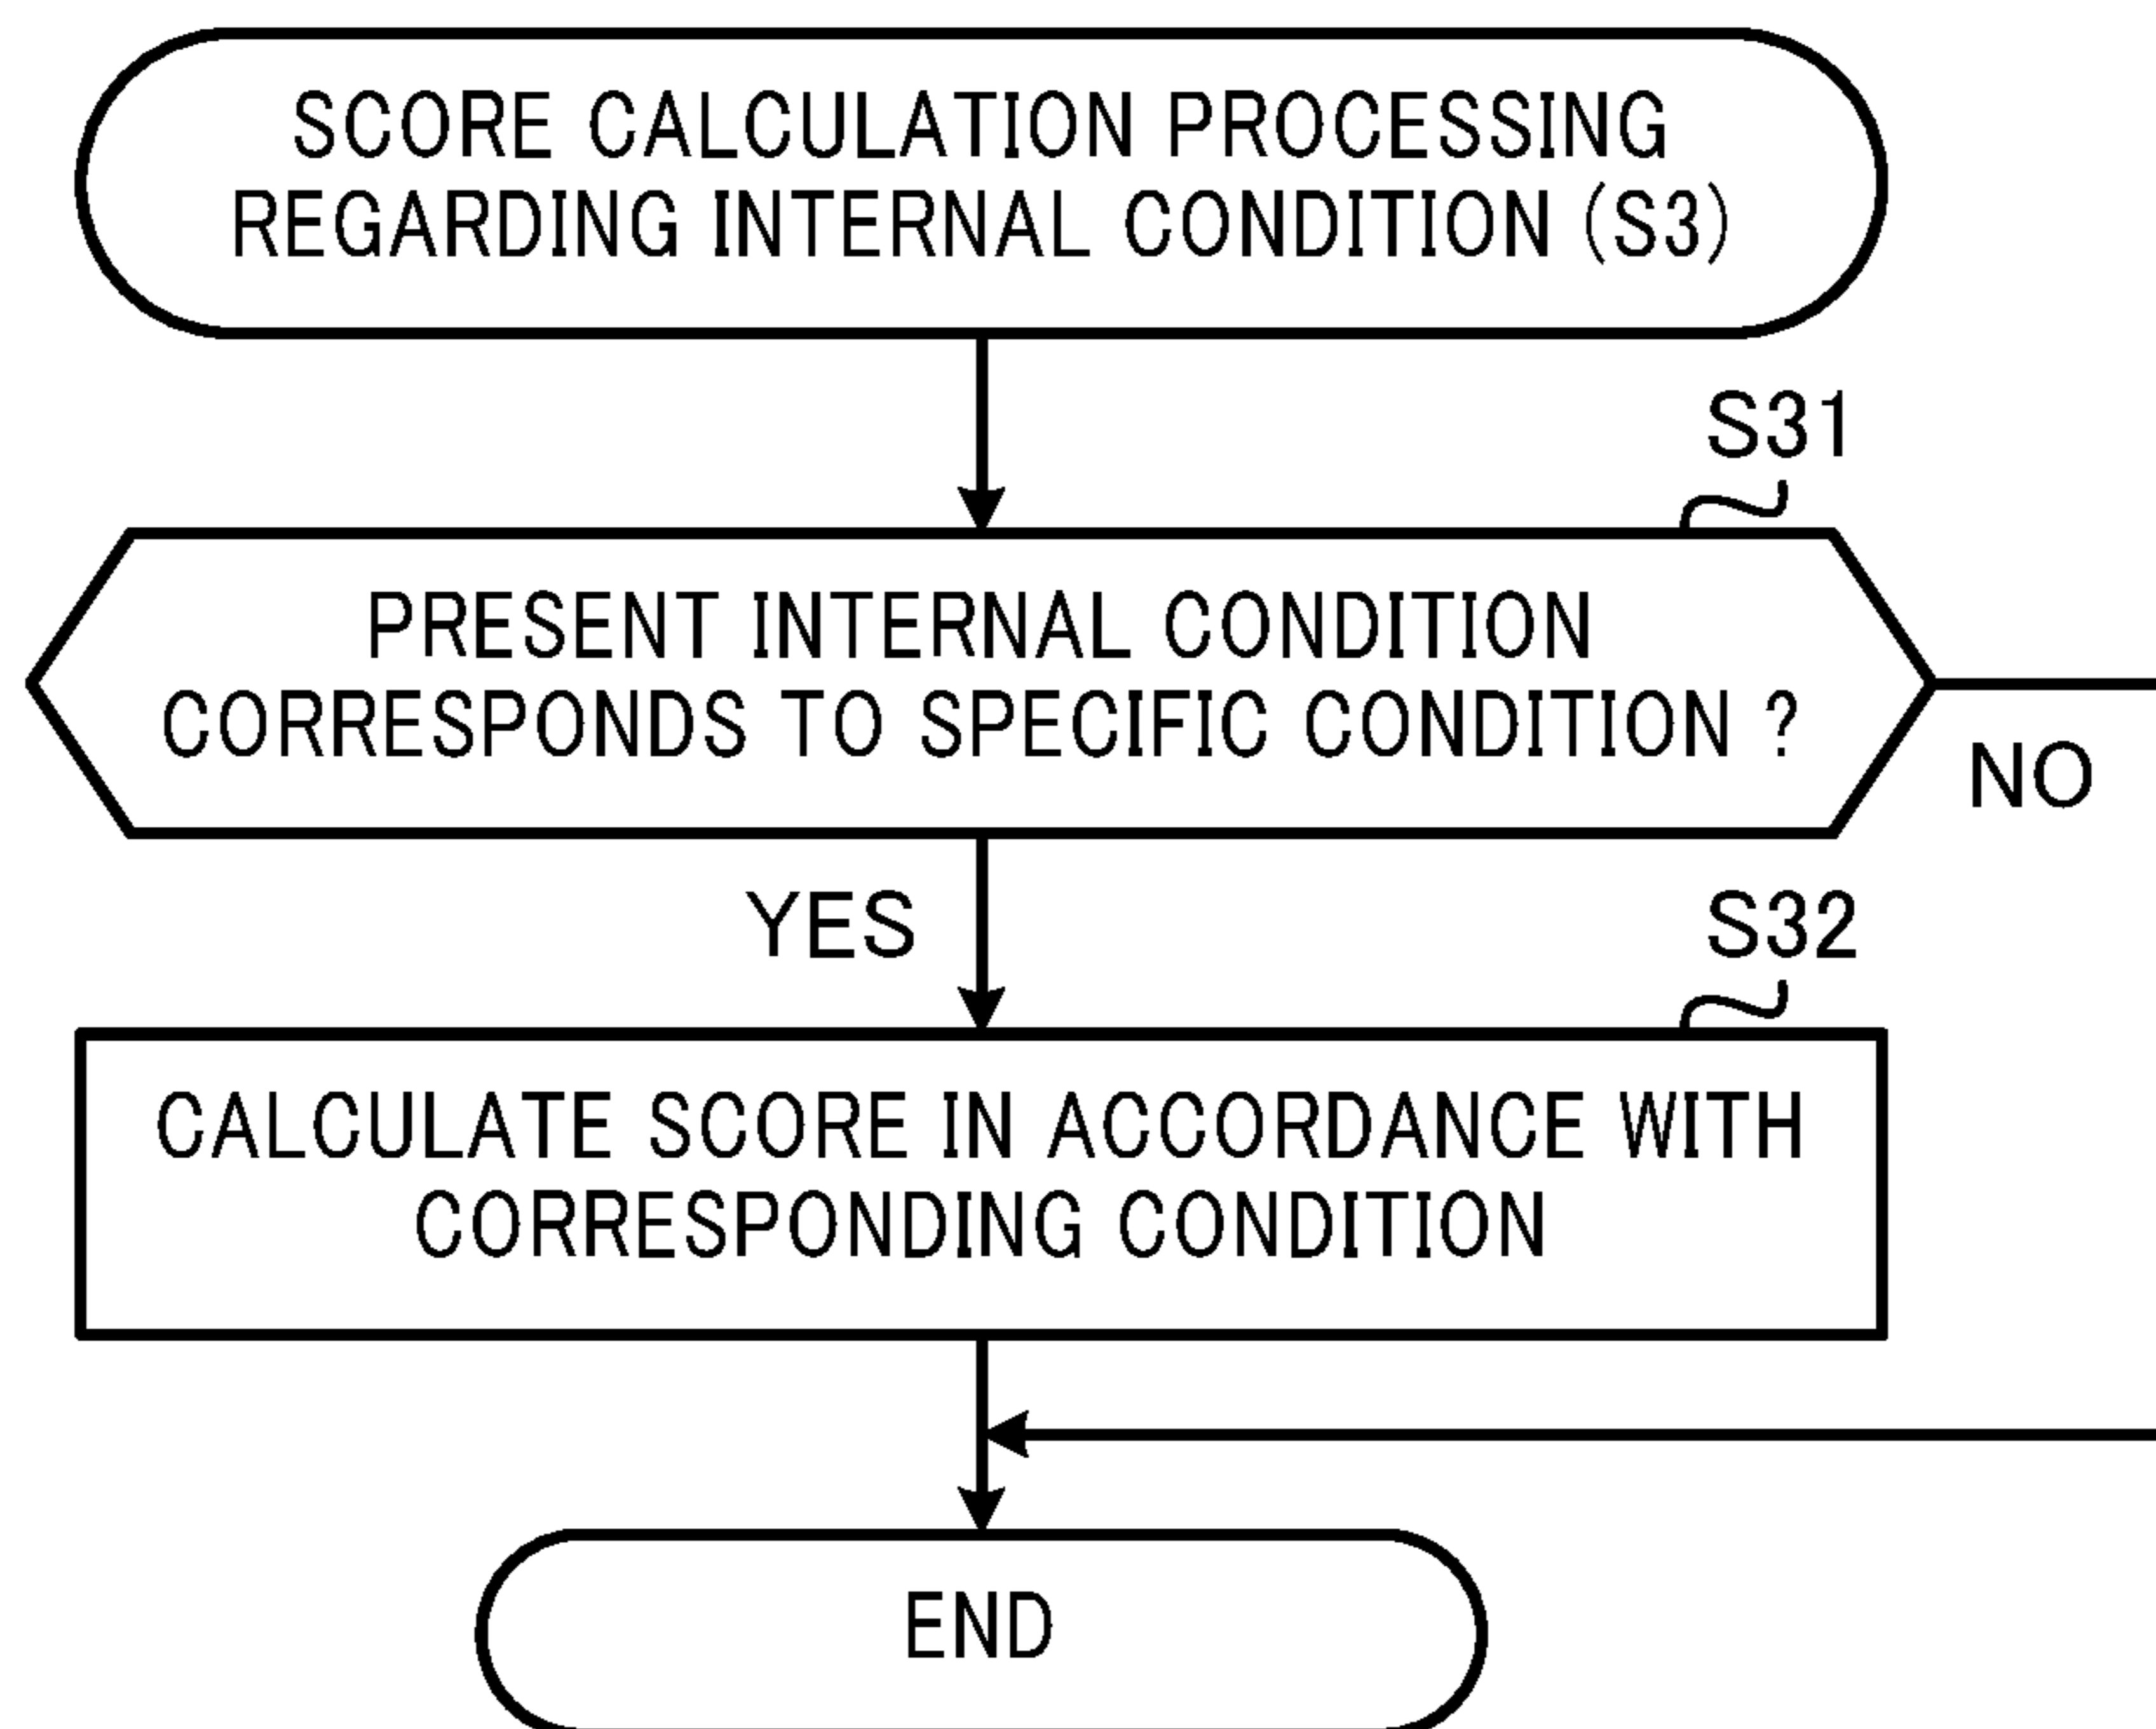 SCORE CALCULATION PROCESSING
REGARDING INTERNAL CONDITION (S3)
S31
PRESENT INTERNAL CONDITION
CORRESPONDS TO SPECIFIC CONDITION ?
NO
YES
S32
CALCULATE SCORE IN ACCORDANCE WITH
CORRESPONDING CONDITION
END